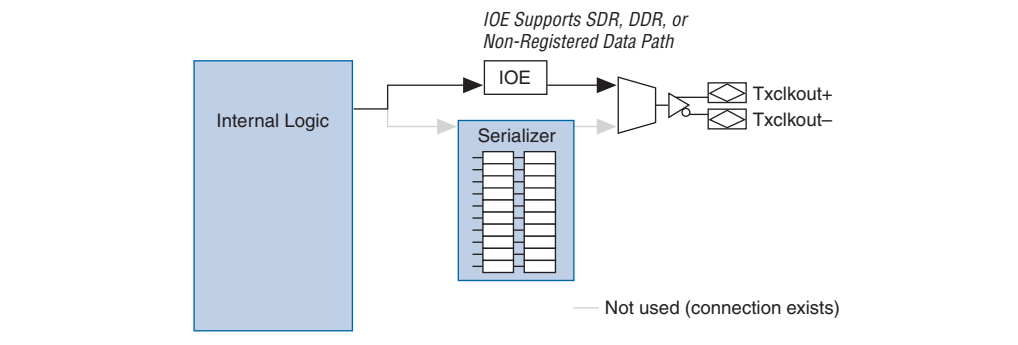 IOE Supports SDR, DDR, or
Non-Registered Data Path
IOE
Internal Logic
Txclkout+
Txclkout–
Serializer
Not used (connection exists)